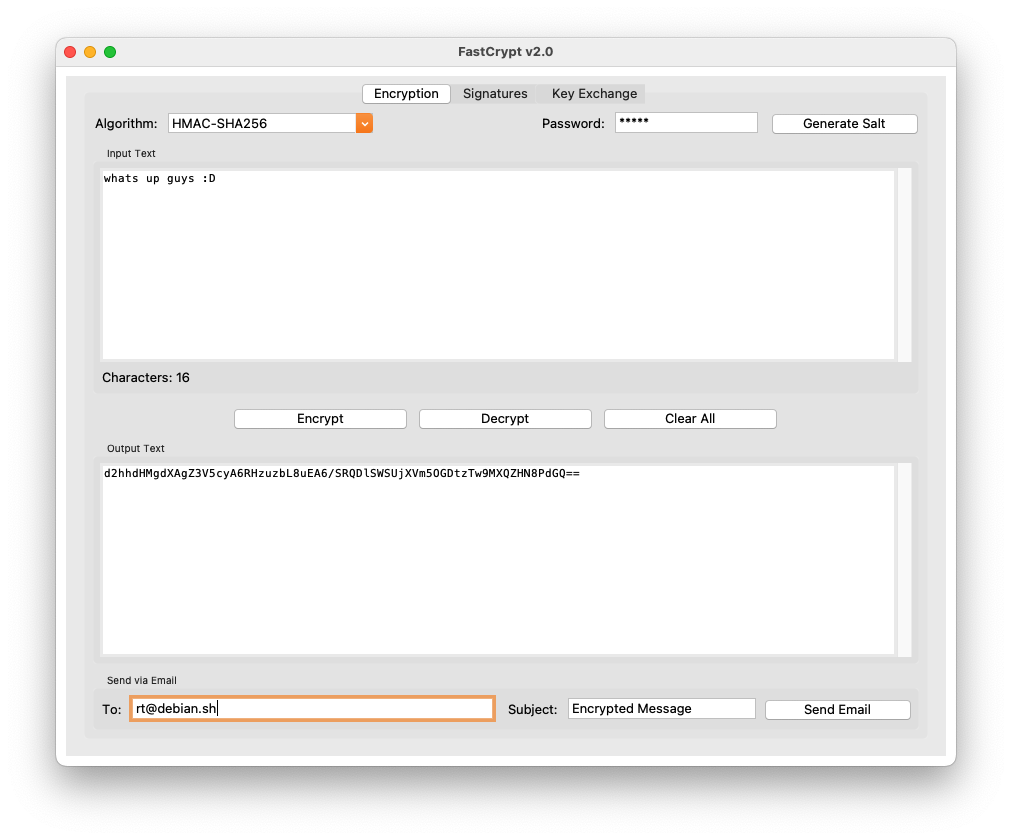 FastCrypt v2.0
Encryption Signatures Key Exchange
Algorithm: HMAC-SHA256 Password: ***** Generate Salt
Input Text
whats up guys :D
Characters: 16
Encrypt Decrypt Clear All
Output Text
d2hhdHMgdXAgZ3V5cyA6RHzuzbL8uEA6/SRQDlSWSUjXVm5OGDtzTw9MXQZHN8PdGQ==
Send via Email
To: rt@debian.sh Subject: Encrypted Message Send Email